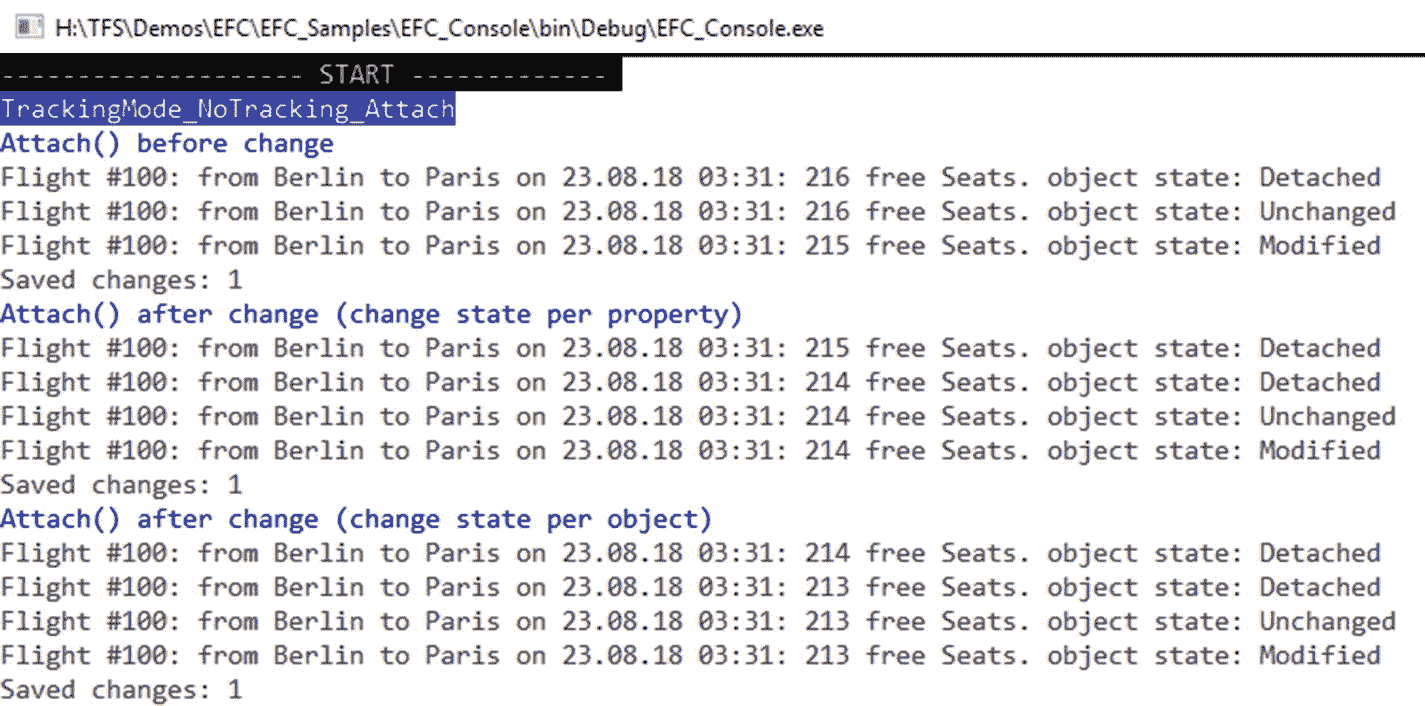 H:\TFS\Demos\EFC\EFC_Samples\EFC_Console\bin\Debug\EFC_Console.exe
-------------------- START -------------
TrackingMode_NoTracking_Attach
Attach() before change
Flight #100: from Berlin to Paris on 23.08.18 03:31: 216 free Seats. object state: Detached
Flight #100: from Berlin to Paris on 23.08.18 03:31: 216 free Seats. object state: Unchanged
Flight #100: from Berlin to Paris on 23.08.18 03:31: 215 free Seats. object state: Modified
Saved changes: 1
Attach() after change (change state per property)
Flight #100: from Berlin to Paris on 23.08.18 03:31: 215 free Seats. object state: Detached
Flight #100: from Berlin to Paris on 23.08.18 03:31: 214 free Seats. object state: Detached
Flight #100: from Berlin to Paris on 23.08.18 03:31: 214 free Seats. object state: Unchanged
Flight #100: from Berlin to Paris on 23.08.18 03:31: 214 free Seats. object state: Modified
Saved changes: 1
Attach() after change (change state per object)
Flight #100: from Berlin to Paris on 23.08.18 03:31: 214 free Seats. object state: Detached
Flight #100: from Berlin to Paris on 23.08.18 03:31: 213 free Seats. object state: Detached
Flight #100: from Berlin to Paris on 23.08.18 03:31: 213 free Seats. object state: Unchanged
Flight #100: from Berlin to Paris on 23.08.18 03:31: 213 free Seats. object state: Modified
Saved changes: 1